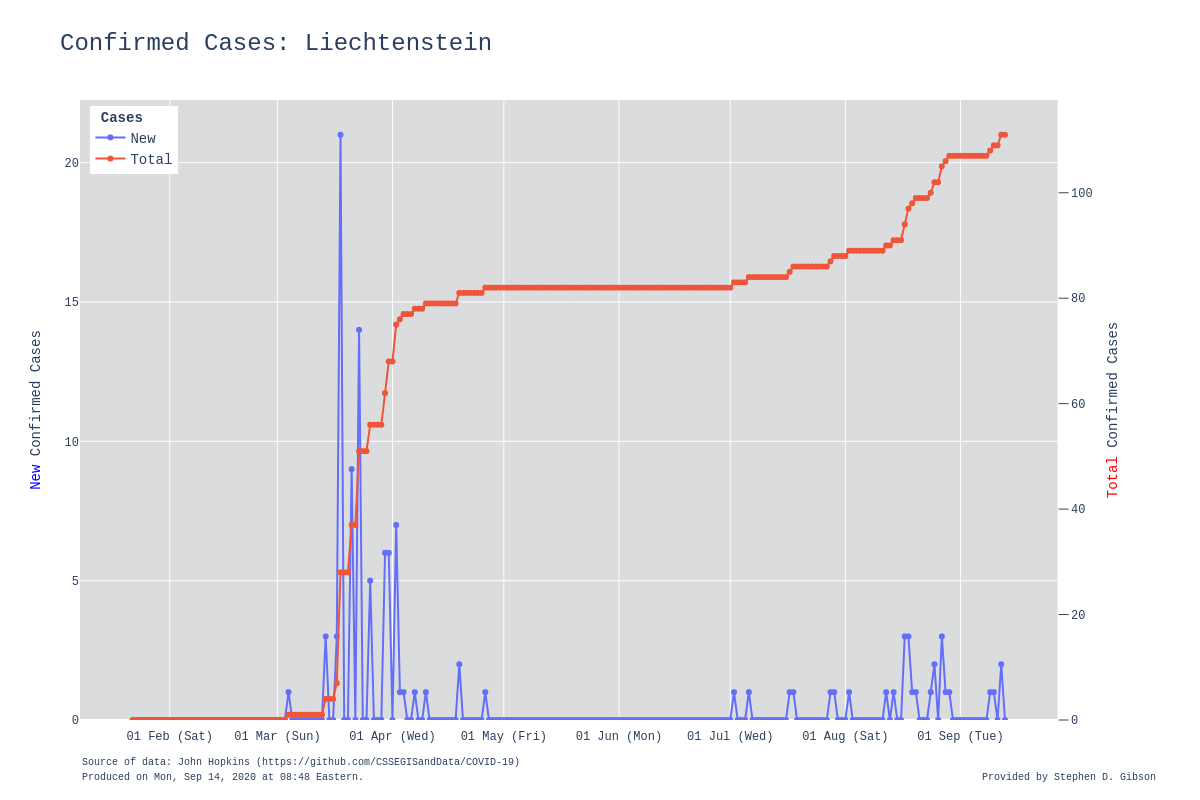 Confirmed Cases: Liechtenstein
Cases
New
Total
20
15
10
5
0
100
80
60
40
20
0
New Confirmed Cases
Total Confirmed Cases
01 Feb (Sat) 01 Mar (Sun) 01 Apr (Wed) 01 May (Fri) 01 Jun (Mon) 01 Jul (Wed) 01 Aug (Sat) 01 Sep (Tue)
Source of data: John Hopkins (https://github.com/CSSEGISandData/COVID-19)
Produced on Mon, Sep 14, 2020 at 08:48 Eastern.
Provided by Stephen D. Gibson